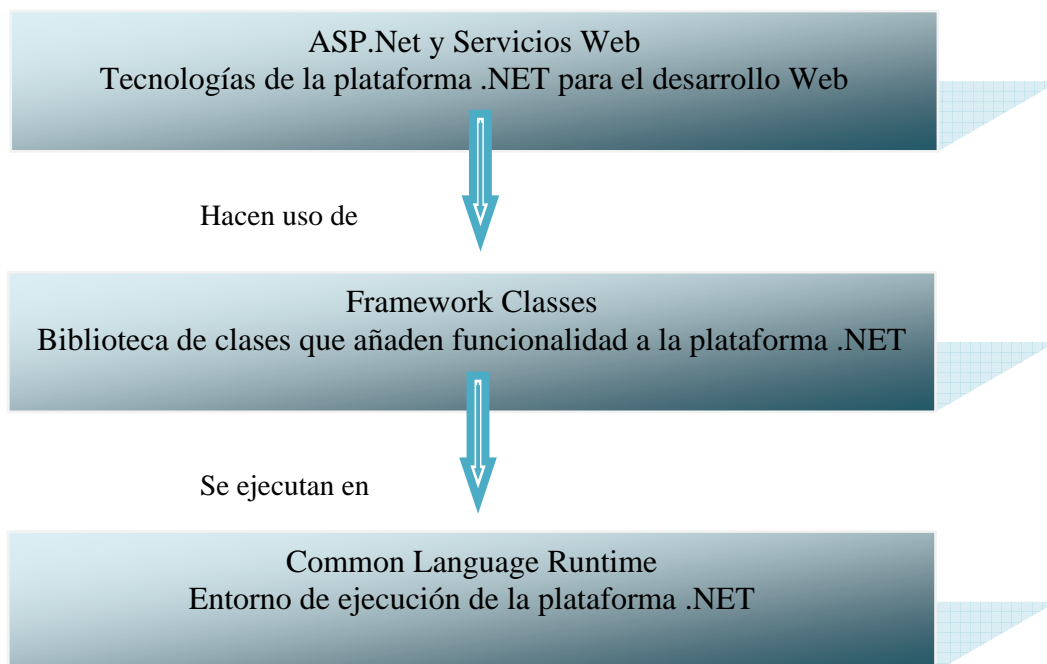 ASP.Net y Servicios Web
Tecnologías de la plataforma .NET para el desarrollo Web
Hacen uso de
Framework Classes
Biblioteca de clases que añaden funcionalidad a la plataforma .NET
Se ejecutan en
Common Language Runtime
Entorno de ejecución de la plataforma .NET